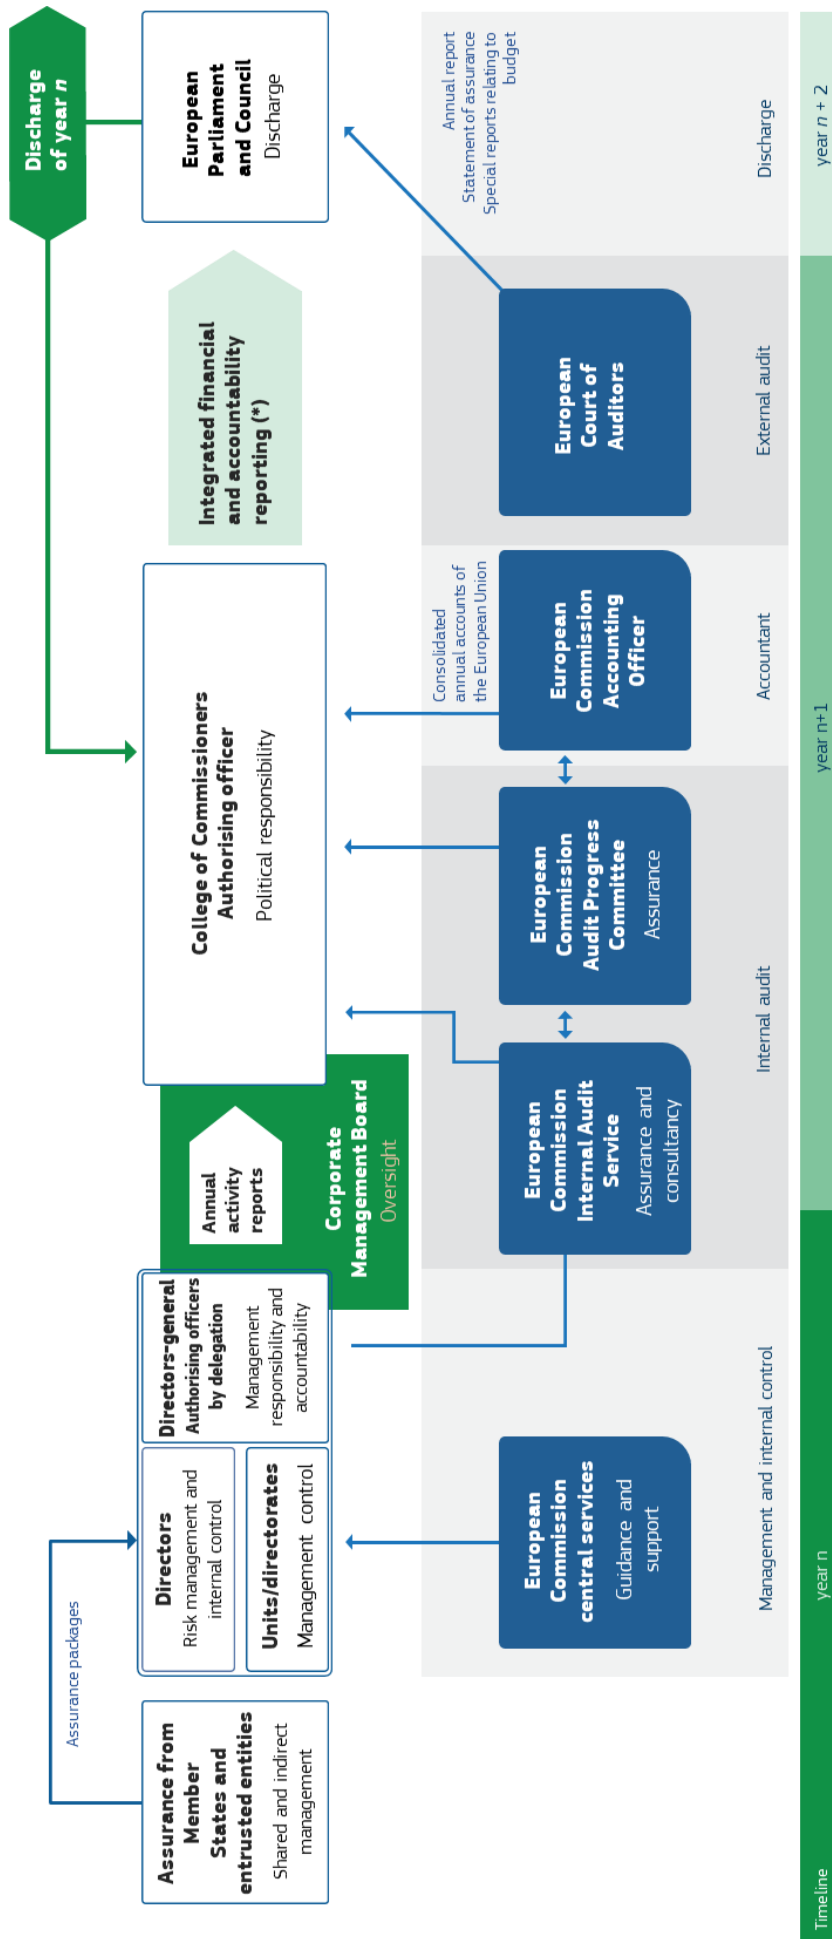 Discharge
of year n
Assurance packages
Assurance from
Member
States and
entrusted entities
Shared and indirect
management
Directors
Risk management and
internal control
Units/directorates
Management control
Directors-general
Authorising officers
by delegation
Management
responsibility and
accountability
Annual
activity
reports
Corporate
Management Board
Oversight
College of Commissioners
Authorising officer
Political responsibility
Integrated financial
and accountability
reporting (*)
European
Parliament
and Council
Discharge
Consolidated
annual accounts of
the European Union
Annual report
Statement of assurance
Special reports relating to
budget
European
Commission
central services
Guidance and
support
European
Commission
Internal Audit
Service
Assurance and
consultancy
European
Commission
Audit Progress
Committee
Assurance
European
Commission
Accounting
Officer
European
Court of
Auditors
Management and internal control
Internal audit
Accountant
External audit
Discharge
Timeline
year n
year n+1
year n + 2